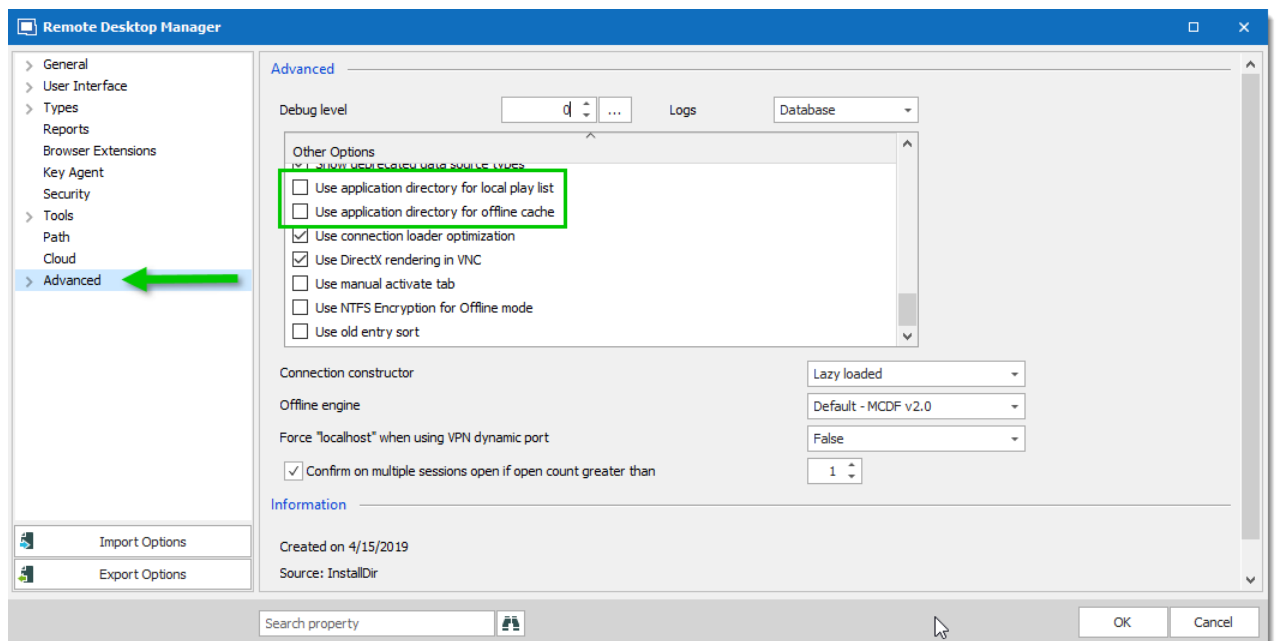 Remote Desktop Manager
General
User Interface
Types
Reports
Browser Extensions
Key Agent
Security
Tools
Path
Cloud
Advanced
Import Options
Export Options
Advanced
Debug level 0 ... Logs Database
Other Options
Show deprecated data source types
Use application directory for local play list
Use application directory for offline cache
Use connection loader optimization
Use DirectX rendering in VNC
Use manual activate tab
Use NTFS Encryption for Offline mode
Use old entry sort
Connection constructor Lazy loaded
Offline engine Default - MCDF v2.0
Force "localhost" when using VPN dynamic port False
Confirm on multiple sessions open if open count greater than 1
Information
Created on 4/15/2019
Source: InstallDir
Search property
OK Cancel